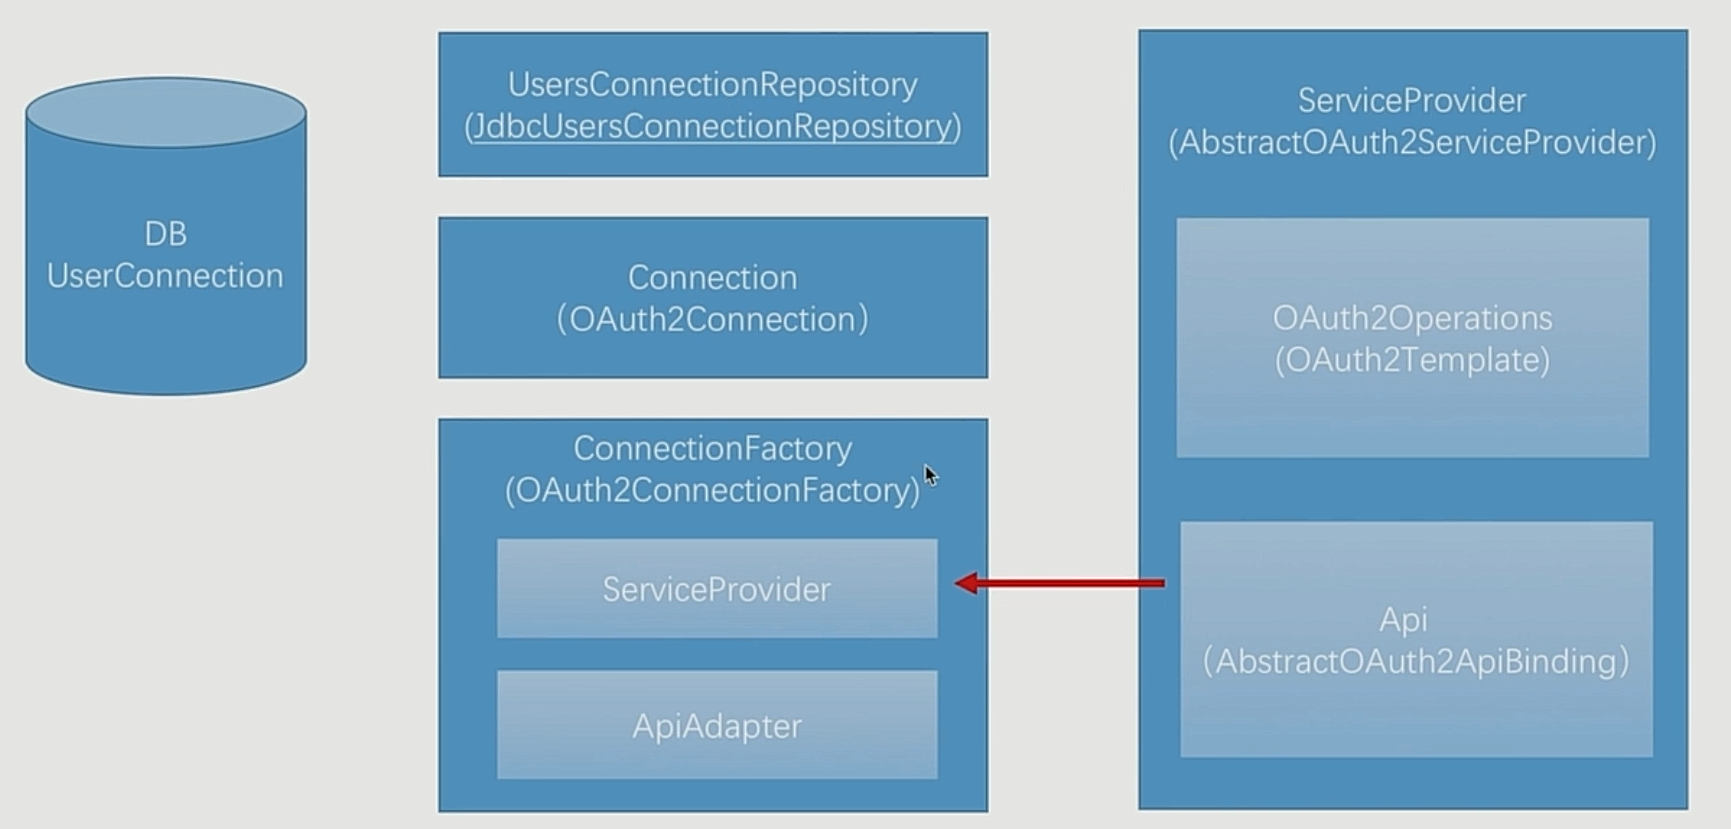 DB
UserConnection
UsersConnectionRepository
(JdbcUsersConnectionRepository)
Connection
(OAuth2Connection)
ConnectionFactory
(OAuth2ConnectionFactory)
ServiceProvider
ApiAdapter
ServiceProvider
(AbstractOAuth2ServiceProvider)
OAuth2Operations
(OAuth2Template)
Api
(AbstractOAuth2ApiBinding)